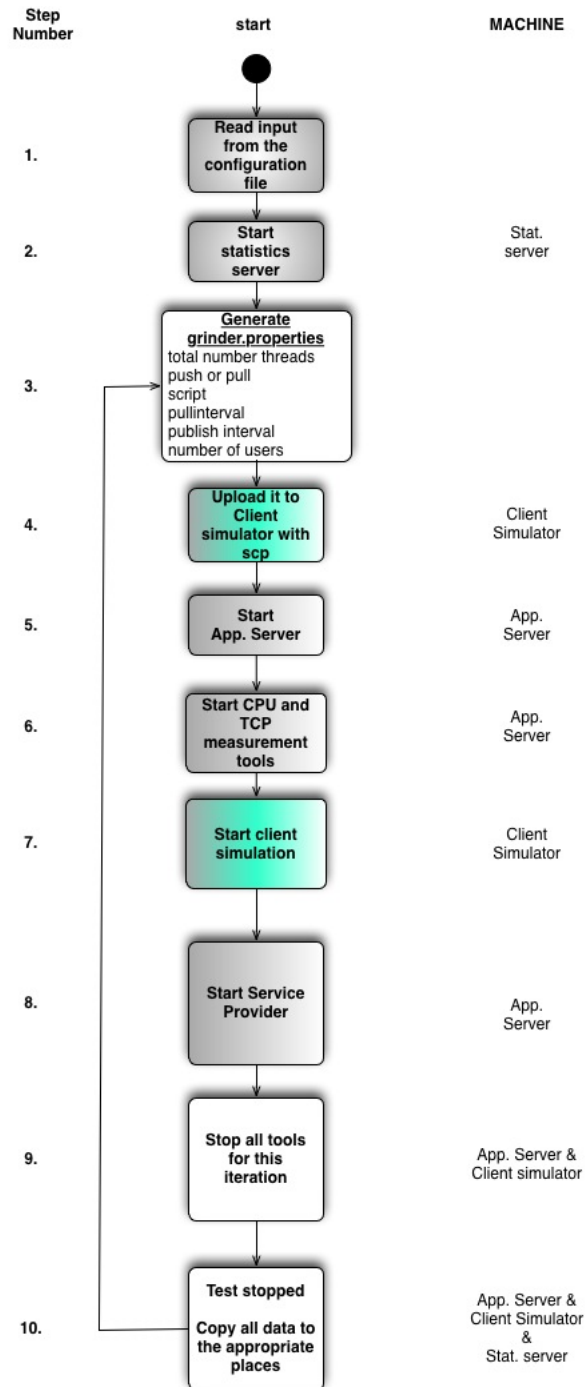 Step
Number
start
MACHINE
1.
Read input
from the
configuration
file
2.
Start
statistics
server
Stat.
server
3.
Generate
grinder.properties
total number threads
push or pull
script
pullinterval
publish interval
number of users
4.
Upload it to
Client
simulator with
scp
Client
Simulator
5.
Start
App. Server
App.
Server
6.
Start CPU and
TCP
measurement
tools
App.
Server
7.
Start client
simulation
Client
Simulator
8.
Start Service
Provider
App.
Server
9.
Stop all tools
for this
iteration
App. Server &
Client simulator
10.
Test stopped
Copy all data to
the appropriate
places
App. Server &
Client Simulator
&
Stat. server